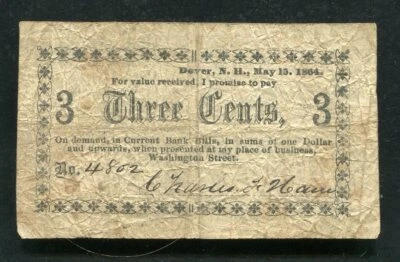 Dover, N. H., May 15. 1864.
For value received, I promise to pay
3 Three Cents, 3
On demand, in Current Bank Bills, in sums of one Dollar
and upwards, when presented at my place of business,
Washington Street.
No. 4802
Charles F.